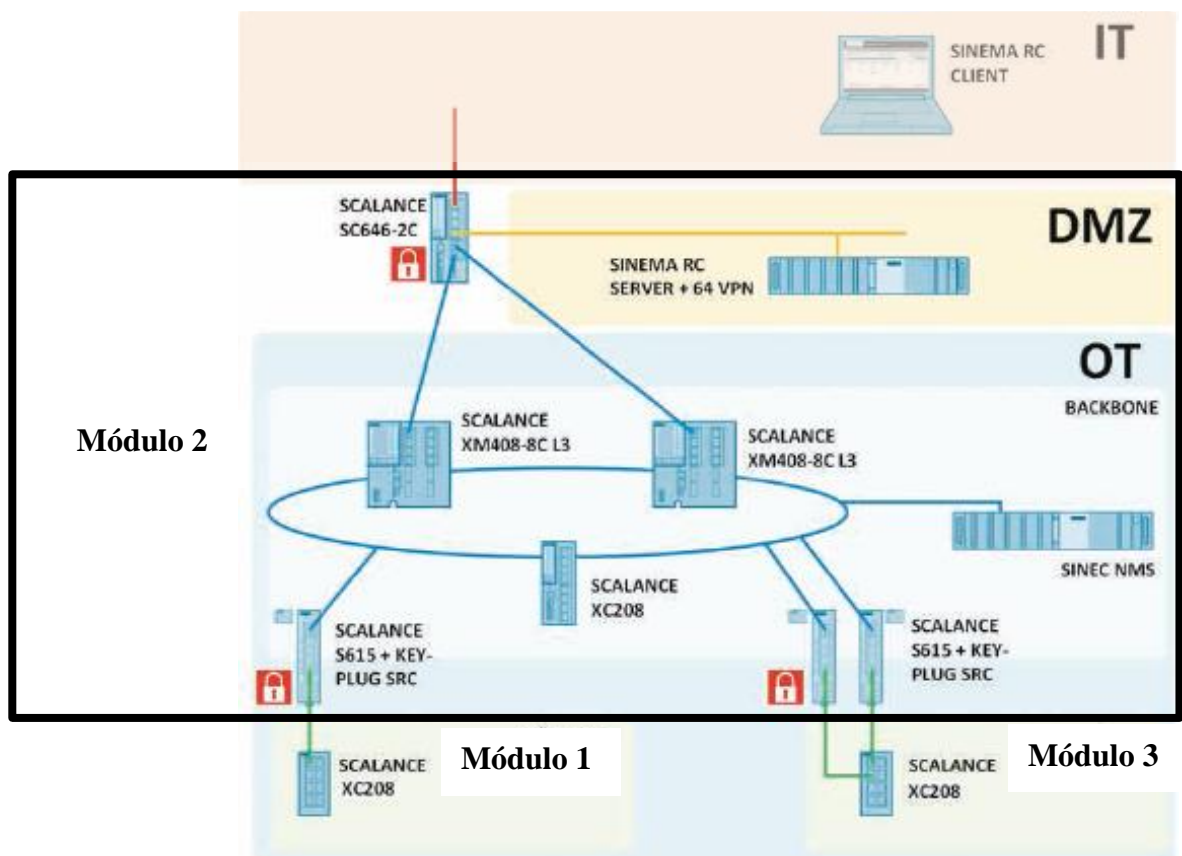 IT
SINEMA RC
CLIENT
SCALANCE
SC646-2C
DMZ
SINEMA RC
SERVER + 64 VPN
OT
BACKBONE
Módulo 2
SCALANCE
XM408-8C L3
SCALANCE
XM408-8C L3
SINEC NMS
SCALANCE
XC208
SCALANCE
S615 + KEY-
PLUG SRC
SCALANCE
S615 + KEY-
PLUG SRC
Módulo 1
Módulo 3
SCALANCE
XC208
SCALANCE
XC208